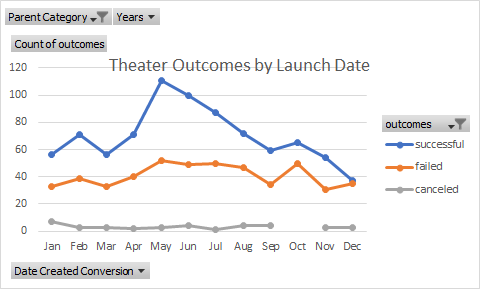 Parent Category Years
Count of outcomes
Theater Outcomes by Launch Date
120
100
80
60
40
20
0
Jan Feb Mar Apr May Jun Jul Aug Sep Oct Nov Dec
outcomes
successful
failed
canceled
Date Created Conversion